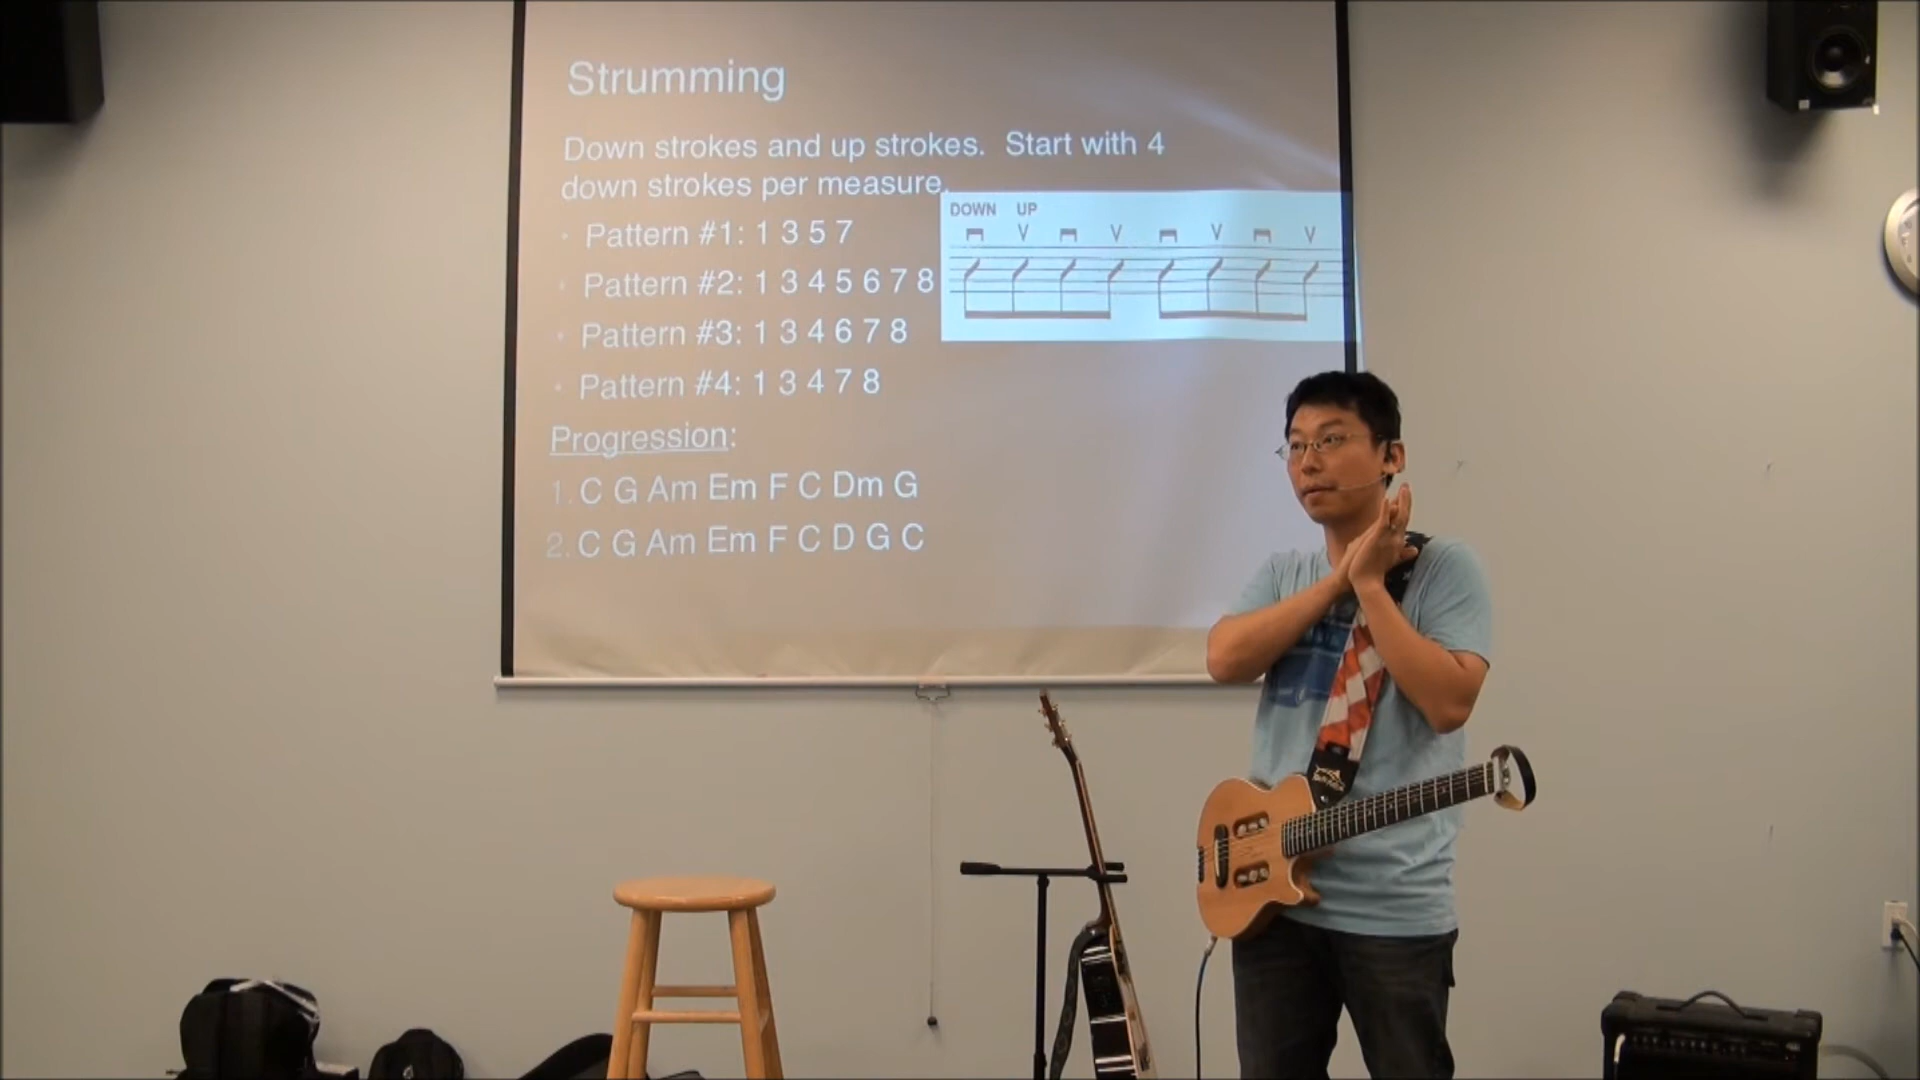 Strumming
Down strokes and up strokes. Start with 4
down strokes per measure.
DOWN UP
Pattern #1: 1 3 5 7
Pattern #2: 1 3 4 5 6 7 8
Pattern #3: 1 3 4 6 7 8
Pattern #4: 1 3 4 7 8
Progression:
1. C G Am Em F C Dm G
2. C G Am Em F C D G C